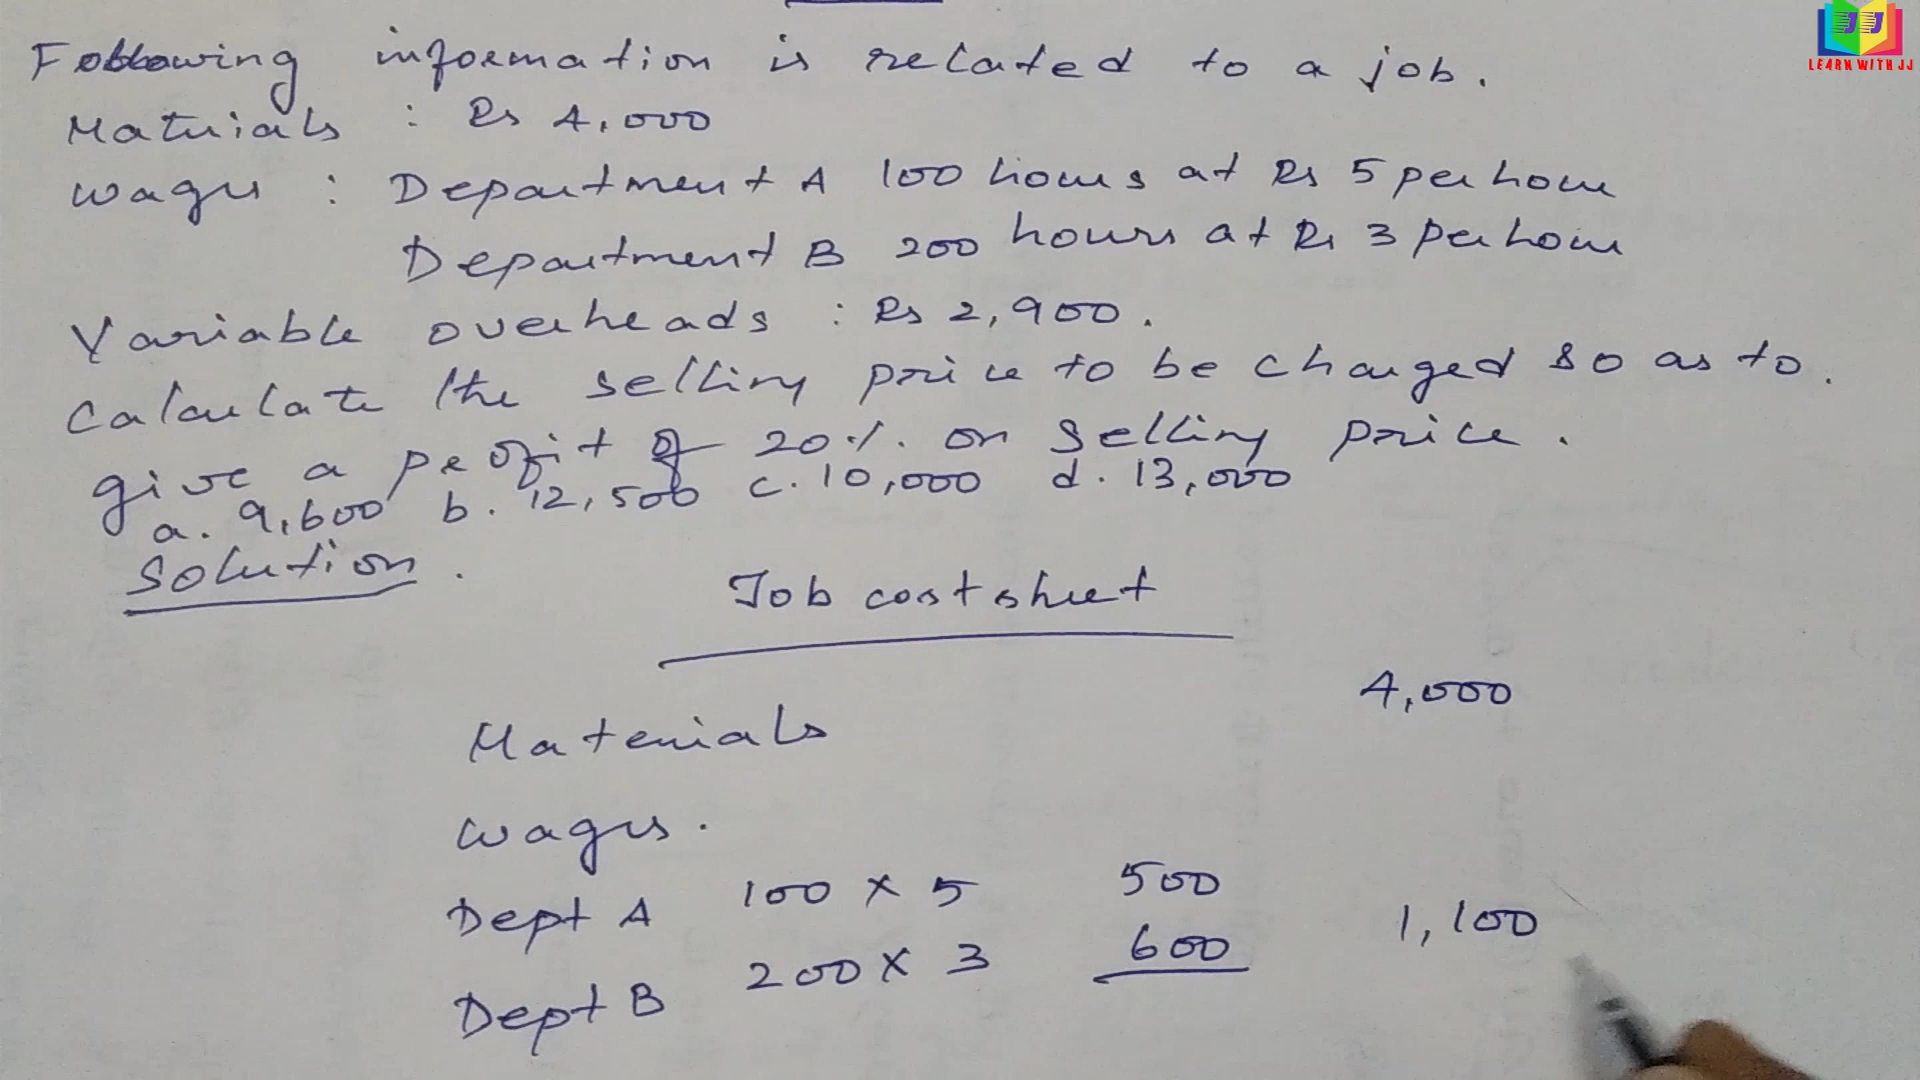 Following information is related to a job.
Materials : Rs 4,000
Wages : Department A 100 hours at Rs 5 per hour
Department B 200 hours at Rs 3 per hour
Variable overheads : Rs 2,900.
Calculate the selling price to be charged so as to.
give a profit of 20%. on selling price.
a. 9,600 b. 12,500 c. 10,000 d. 13,000
Solution.
Job cost sheet
Materials 4,000
Wages.
Dept A 100 × 5 500
Dept B 200 × 3 600 1,100
JJ
LEARN WITH JJ